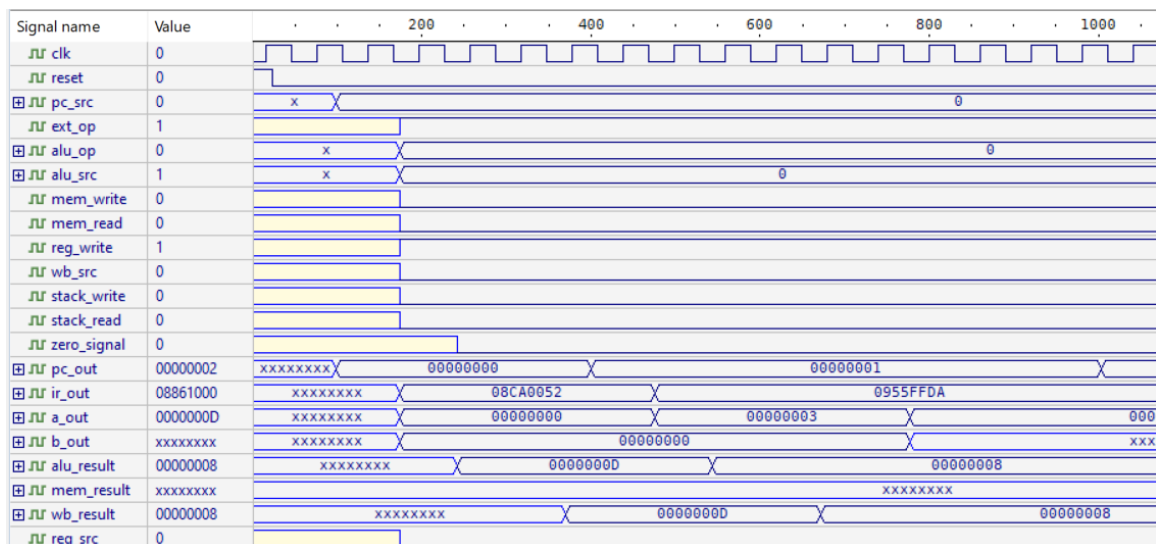 Signal name Value 200 400 600 800 1000
clk 0
reset 0
pc_src 0 x 0
ext_op 1
alu_op 0 x 0
alu_src 1 x 0
mem_write 0
mem_read 0
reg_write 1
wb_src 0
stack_write 0
stack_read 0
zero_signal 0
pc_out 00000002 xxxxxxxx 00000000 00000001
ir_out 08861000 xxxxxxxx 08CA0052 0955FFDA
a_out 0000000D xxxxxxxx 00000000 00000003 000
b_out xxxxxxxx xxxxxxxx 00000000 xxx
alu_result 00000008 xxxxxxxx 0000000D 00000008
mem_result xxxxxxxx xxxxxxxx
wb_result 00000008 xxxxxxxx 0000000D 00000008
reg_src 0